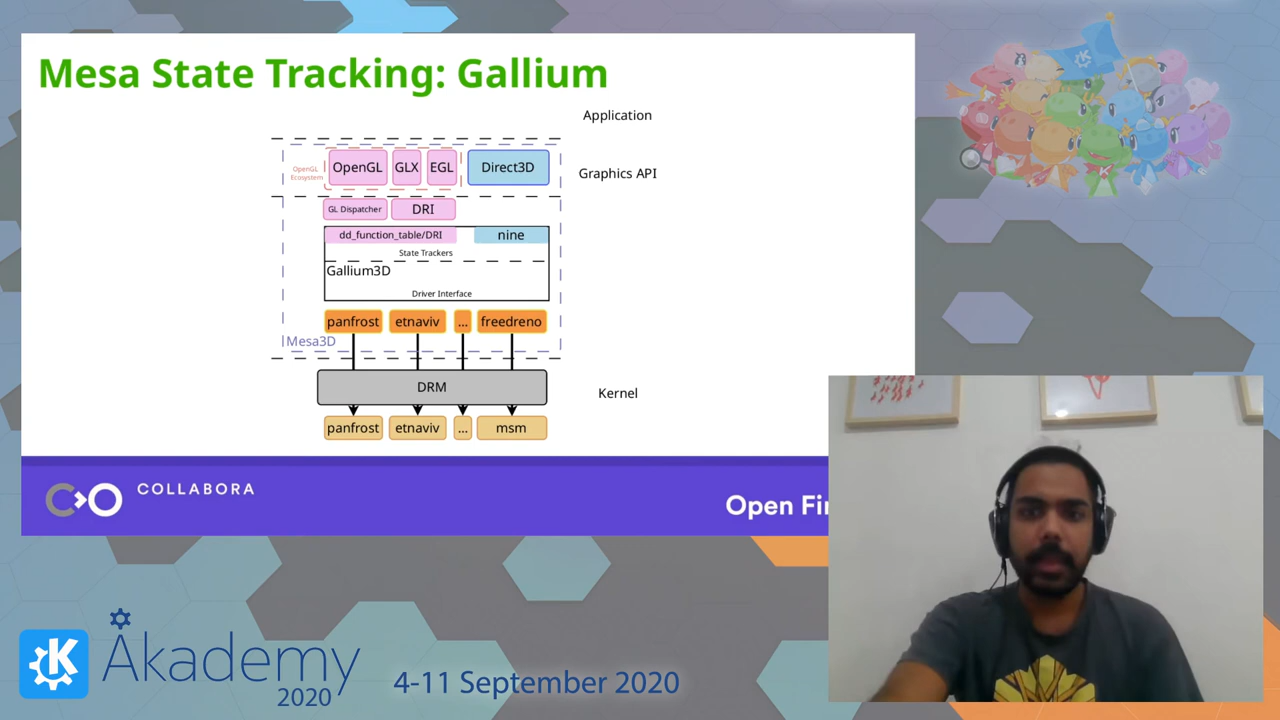 Mesa State Tracking: Gallium
Application
OpenGL
Ecosystem
OpenGL
GLX
EGL
Direct3D
Graphics API
GL Dispatcher
DRI
dd_function_table/DRI
nine
State Trackers
Gallium3D
Driver Interface
panfrost
etnaviv
...
freedreno
Mesa3D
DRM
Kernel
panfrost
etnaviv
...
msm
COLLABORA
Open Fir
Akademy
2020
4-11 September 2020